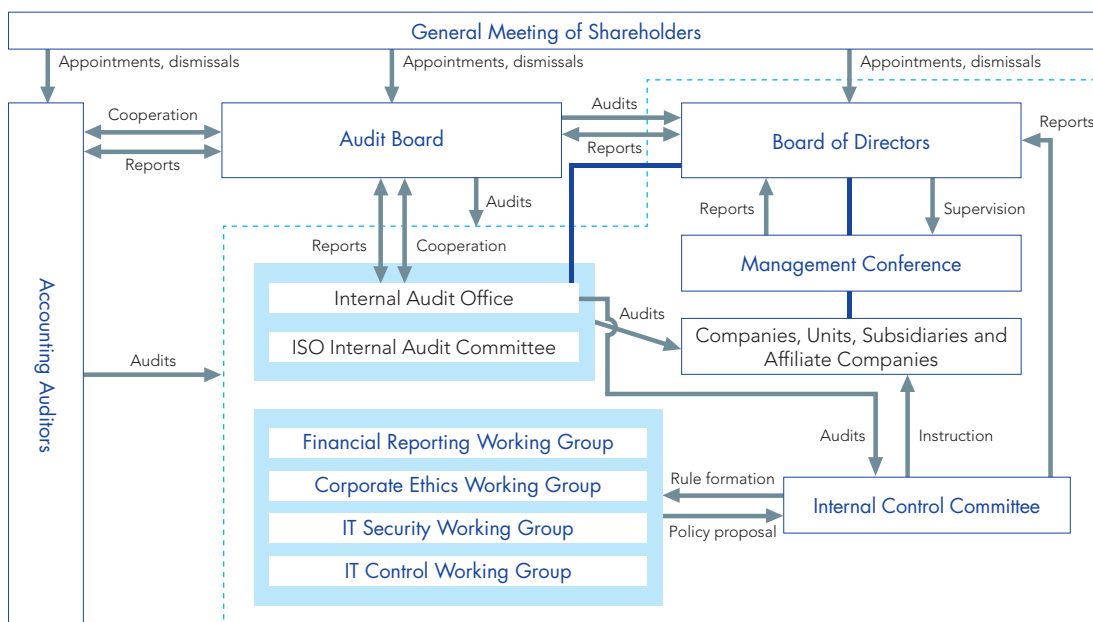 General Meeting of Shareholders
Appointments, dismissals
Appointments, dismissals
Appointments, dismissals
Accounting Auditors
Cooperation
Reports
Audit Board
Audits
Reports
Board of Directors
Reports
Audits
Reports
Cooperation
Reports
Supervision
Management Conference
Internal Audit Office
ISO Internal Audit Committee
Audits
Companies, Units, Subsidiaries and
Affiliate Companies
Audits
Financial Reporting Working Group
Corporate Ethics Working Group
IT Security Working Group
IT Control Working Group
Audits
Instruction
Rule formation
Policy proposal
Internal Control Committee